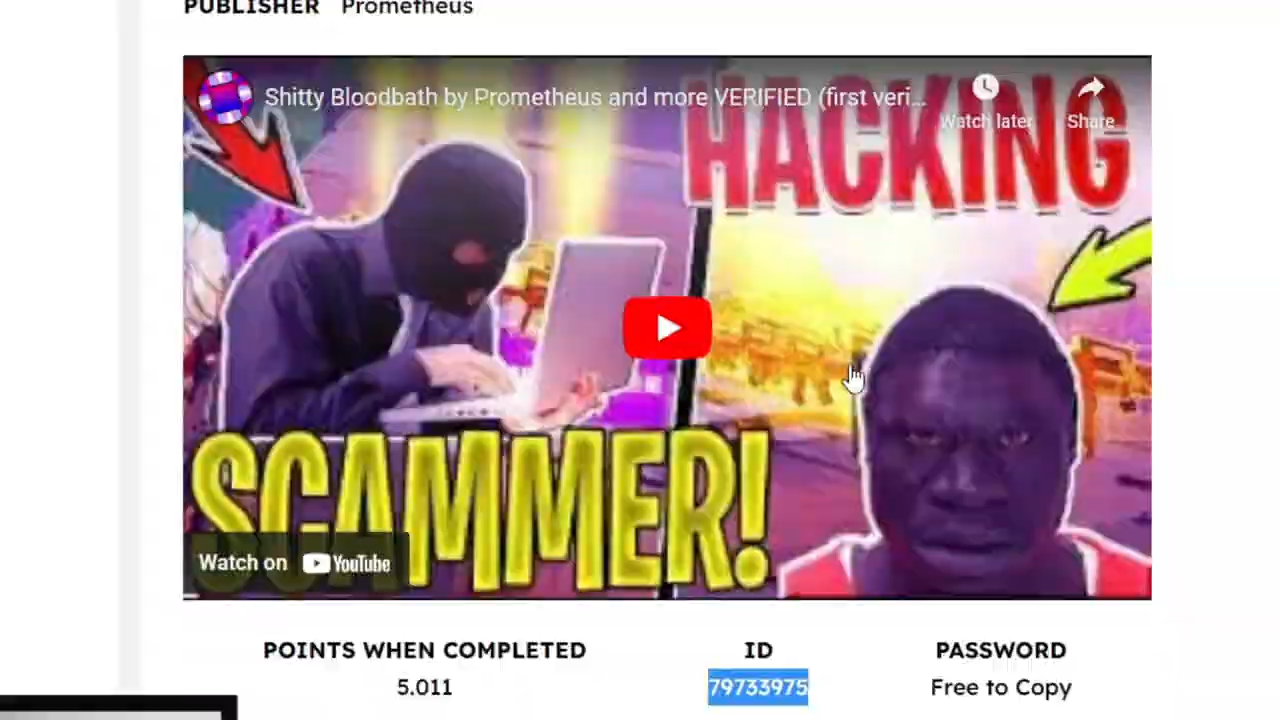 PUBLISHER Prometheus
Shitty Bloodbath by Prometheus and more VERIFIED (first veri...
Watch later
Share
HACKING
SCAMMER!
Watch on YouTube
POINTS WHEN COMPLETED
ID
PASSWORD
5.011
79733975
Free to Copy